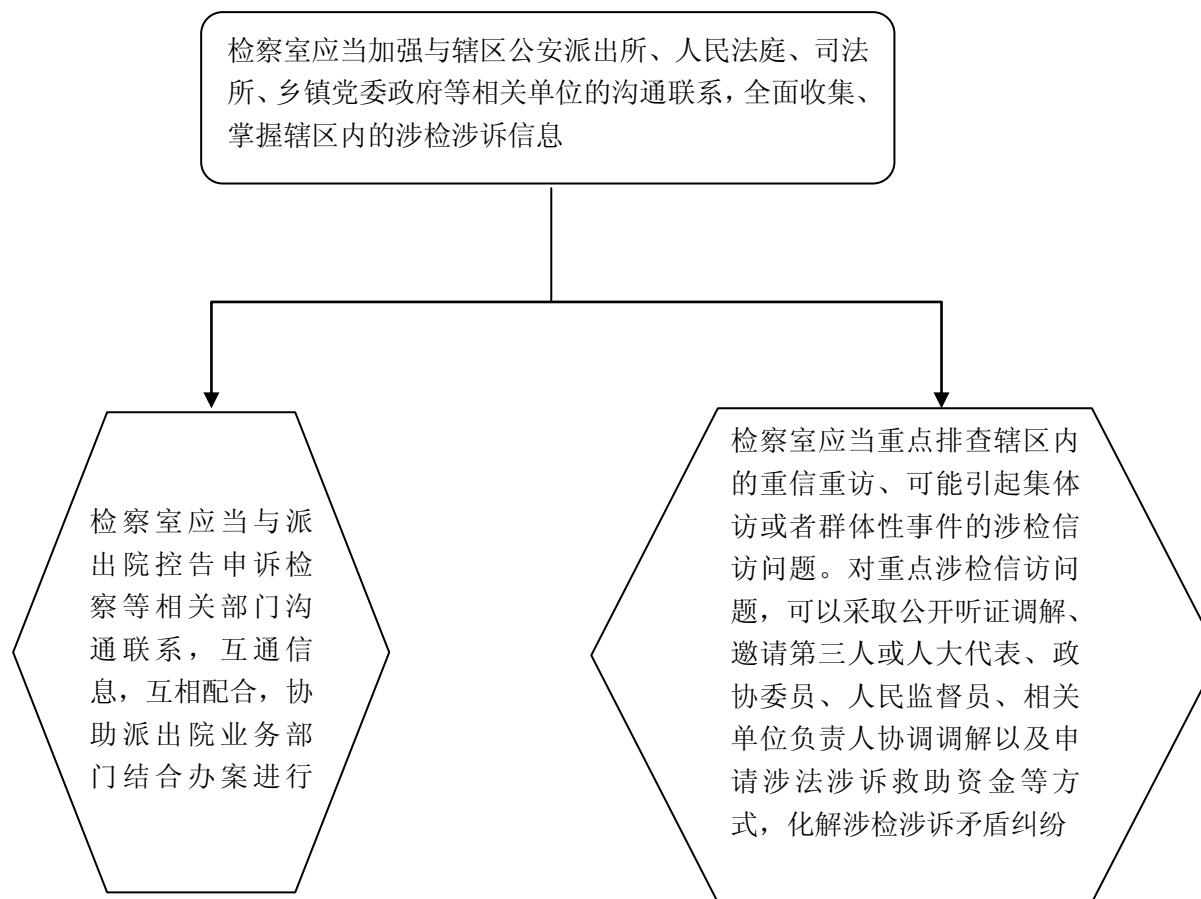 检察室应当加强与辖区公安派出所、人民法庭、司法
所、乡镇党委政府等相关单位的沟通联系，全面收集、
掌握辖区内的涉检涉诉信息
检察室应当与派
出院控告申诉检
察等相关部门沟
通联系，互通信
息，互相配合，协
助派出院业务部
门结合办案进行
检察室应当重点排查辖区内
的重信重访、可能引起集体
访或者群体性事件的涉检信
访问题。对重点涉检信访问
题，可以采取公开听证调解、
邀请第三人或人大代表、政
协委员、人民监督员、相关
单位负责人协调调解以及申
请涉法涉诉救助资金等方
式，化解涉检涉诉矛盾纠纷